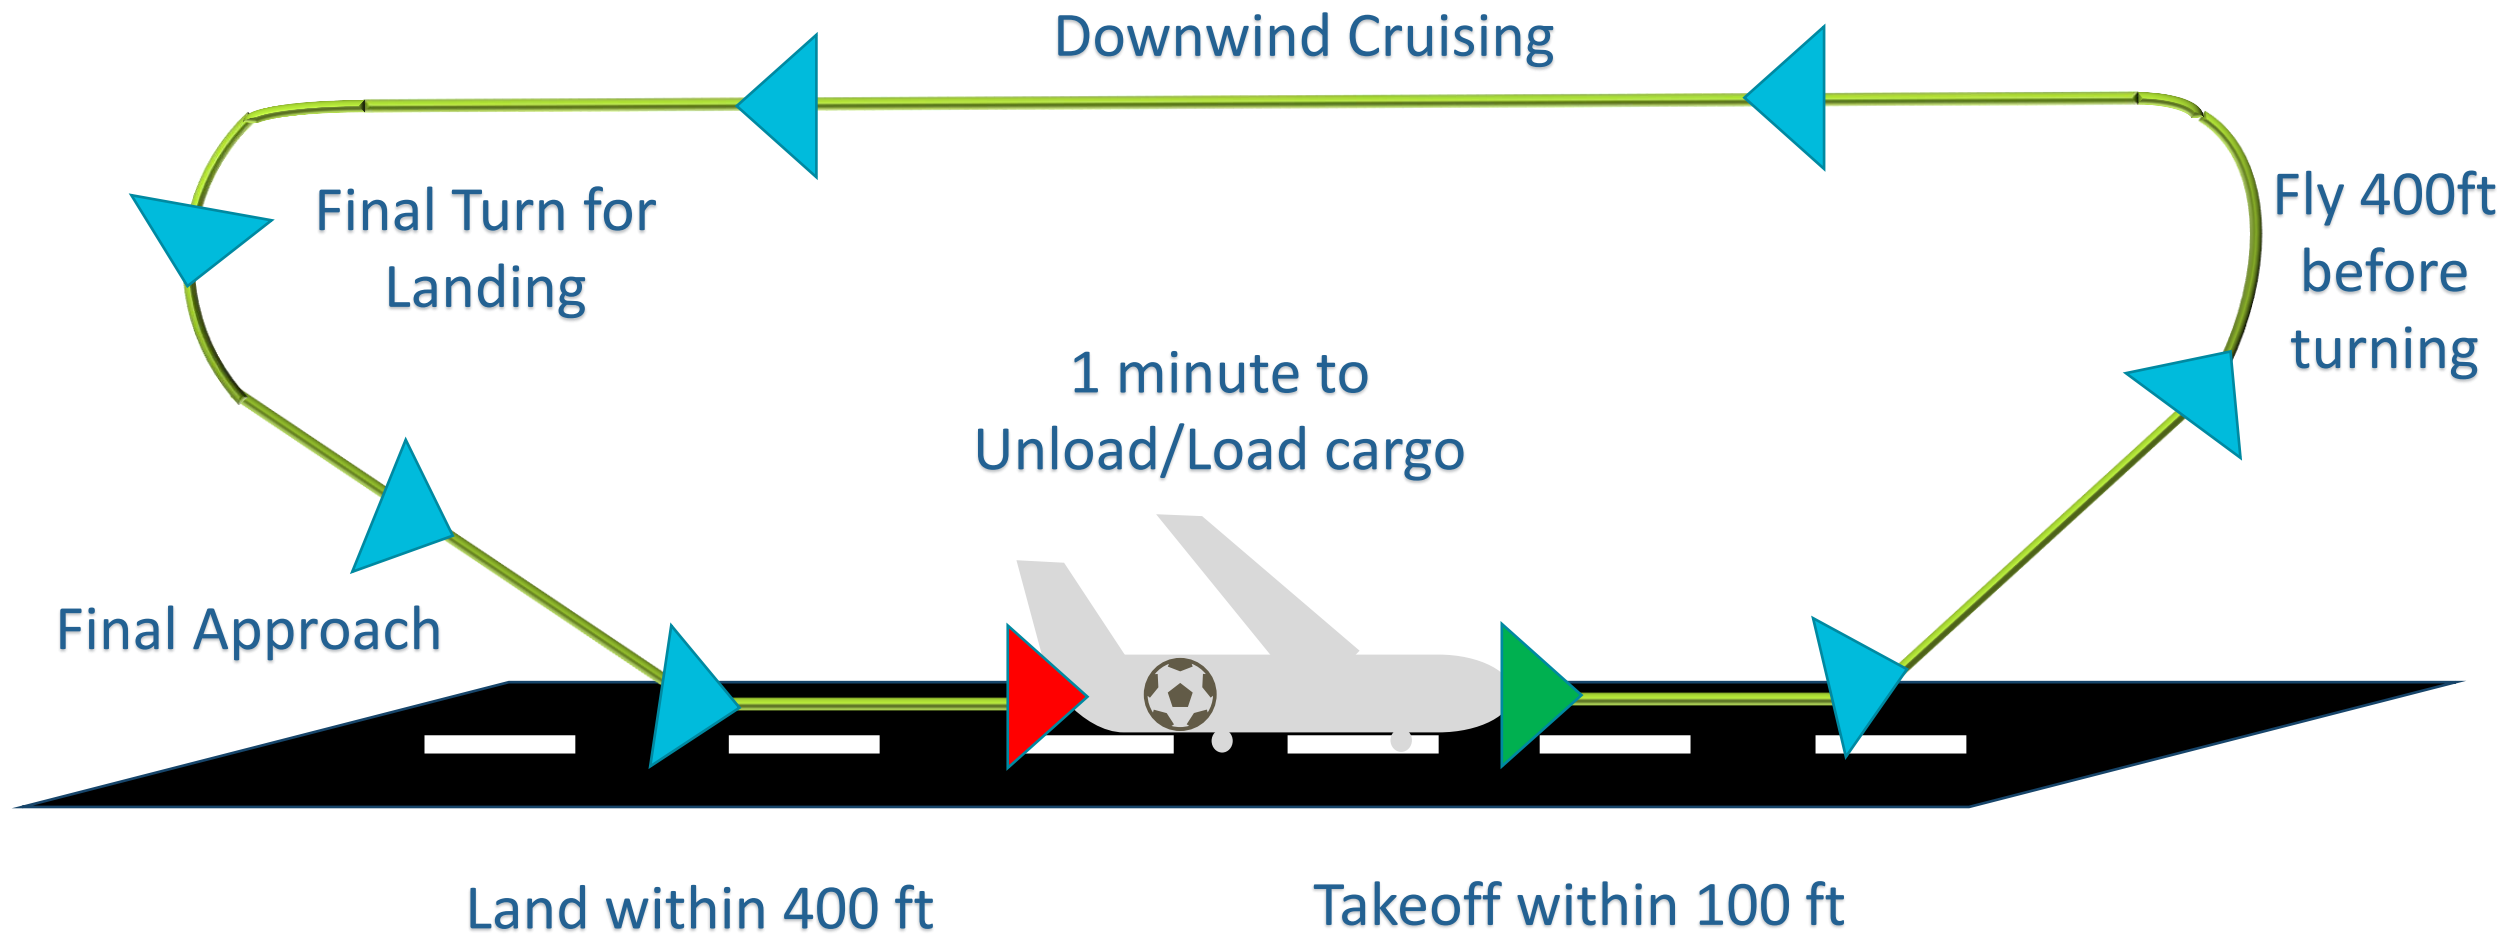 Downwind Cruising
Final Turn for
Landing
Fly 400ft
before
turning
1 minute to
Unload/Load cargo
Final Approach
Land within 400 ft
Takeoff within 100 ft